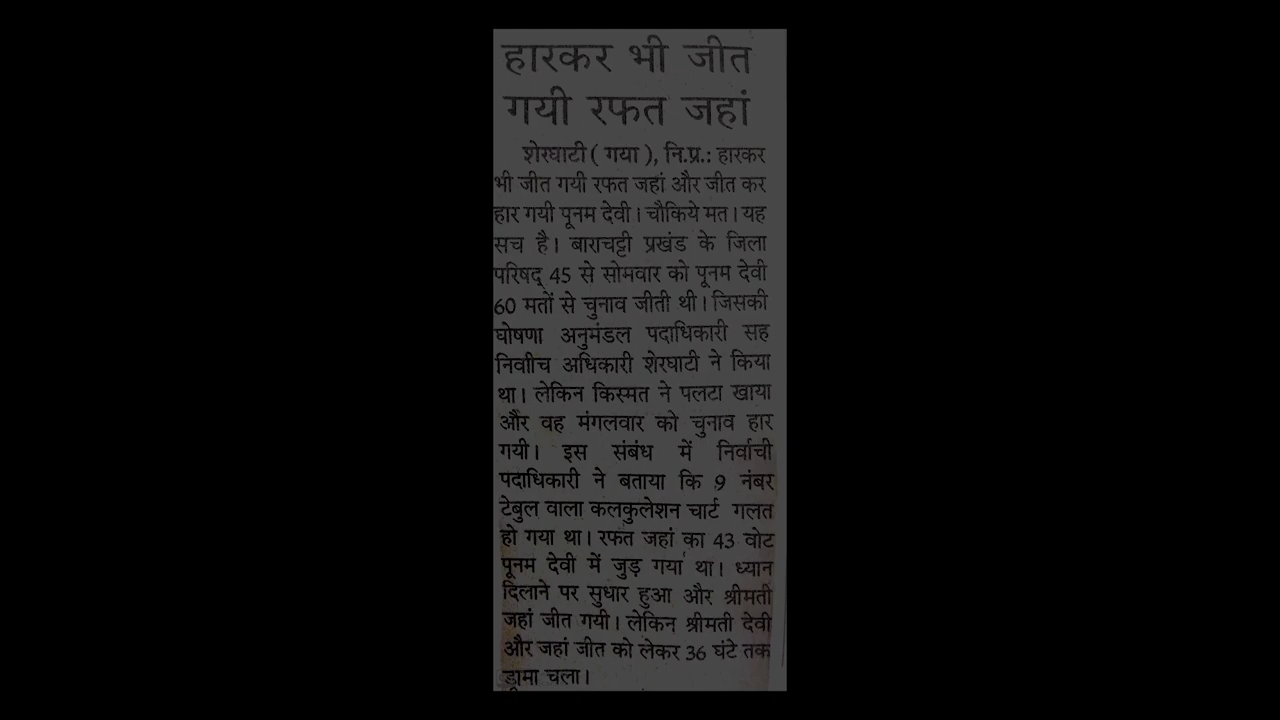 हारकर भी जीत
गयी रफत जहां
शेरघाटी ( गया ), नि.प्र.: हारकर
भी जीत गयी रफत जहां और जीत कर
हार गयी पूनम देवी। चौकिये मत। यह
सच है। बाराचट्टी प्रखंड के जिला
परिषद् 45 से सोमवार को पूनम देवी
60 मतों से चुनाव जीती थी। जिसकी
घोषणा अनुमंडल पदाधिकारी सह
निर्वाीच अधिकारी शेरघाटी ने किया
था। लेकिन किस्मत ने पलटा खाया
और वह मंगलवार को चुनाव हार
गयी। इस संबंध में निर्वाची
पदाधिकारी ने बताया कि 9 नंबर
टेबुल वाला कलकुलेशन चार्ट गलत
हो गया था। रफत जहां का 43 वोट
पूनम देवी में जुड़ गया था। ध्यान
दिलाने पर सुधार हुआ और श्रीमती
जहां जीत गयी। लेकिन श्रीमती देवी
और जहां जीत को लेकर 36 घंटे तक
ड्रामा चला।